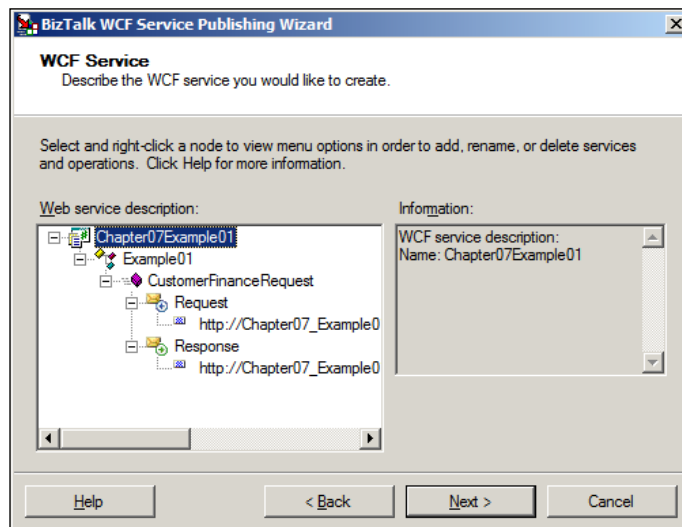 BizTalk WCF Service Publishing Wizard
WCF Service
Describe the WCF service you would like to create.
Select and right-click a node to view menu options in order to add, rename, or delete services
and operations. Click Help for more information.
Web service description:
Chapter07Example01
Example01
CustomerFinanceRequest
Request
http://Chapter07_Example0
Response
http://Chapter07_Example0
Information:
WCF service description:
Name: Chapter07Example01
Help
< Back
Next >
Cancel